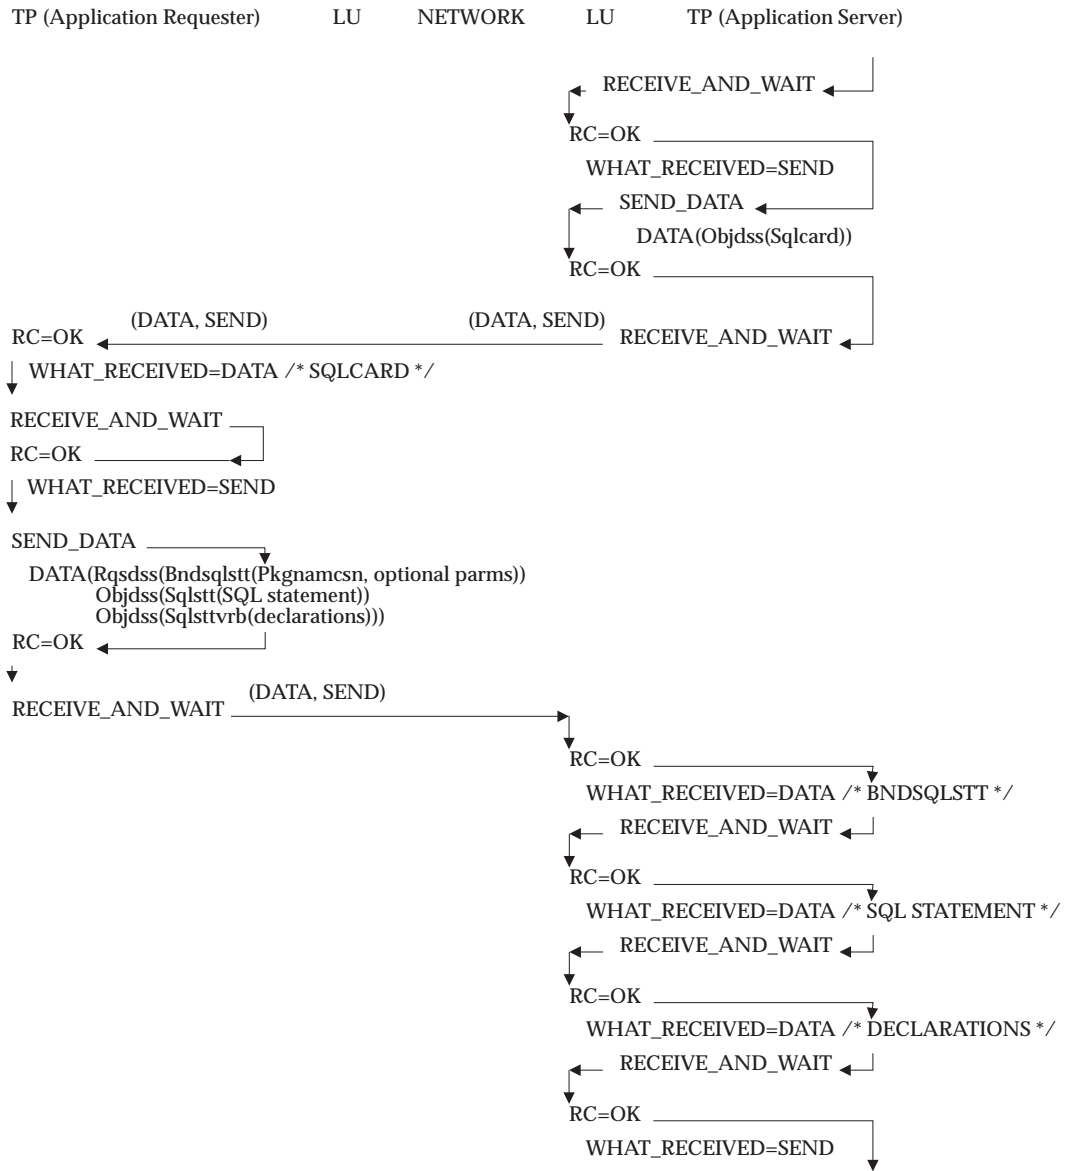 TP (Application Requester) LU NETWORK LU TP (Application Server)
RECEIVE_AND_WAIT
RC=OK
WHAT_RECEIVED=SEND
SEND_DATA
DATA(Objdss(Sqlcard))
RC=OK
(DATA, SEND) (DATA, SEND)
RC=OK RECEIVE_AND_WAIT
WHAT_RECEIVED=DATA /* SQLCARD */
RECEIVE_AND_WAIT
RC=OK
WHAT_RECEIVED=SEND
SEND_DATA
DATA(Rqsdss(Bndsqlstt(Pkgnamcsn, optional parms))
Objdss(Sqlstt(SQL statement))
Objdss(Sqlsttvrb(declarations)))
RC=OK
(DATA, SEND)
RECEIVE_AND_WAIT
RC=OK
WHAT_RECEIVED=DATA /* BNDSQLSTT */
RECEIVE_AND_WAIT
RC=OK
WHAT_RECEIVED=DATA /* SQL STATEMENT */
RECEIVE_AND_WAIT
RC=OK
WHAT_RECEIVED=DATA /* DECLARATIONS */
RECEIVE_AND_WAIT
RC=OK
WHAT_RECEIVED=SEND